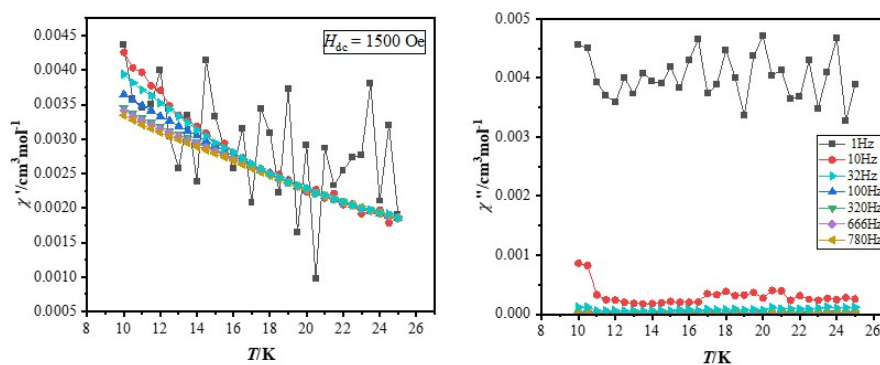 0.0045
0.0040
0.0035
0.0030
0.0025
0.0020
0.0015
0.0010
0.0005
χ'/cm³mol⁻¹
H_dc = 1500 Oe
8 10 12 14 16 18 20 22 24 26
T/K
0.005
0.004
0.003
0.002
0.001
0.000
χ''/cm³mol⁻¹
1Hz
10Hz
32Hz
100Hz
320Hz
666Hz
780Hz
8 10 12 14 16 18 20 22 24 26
T/K